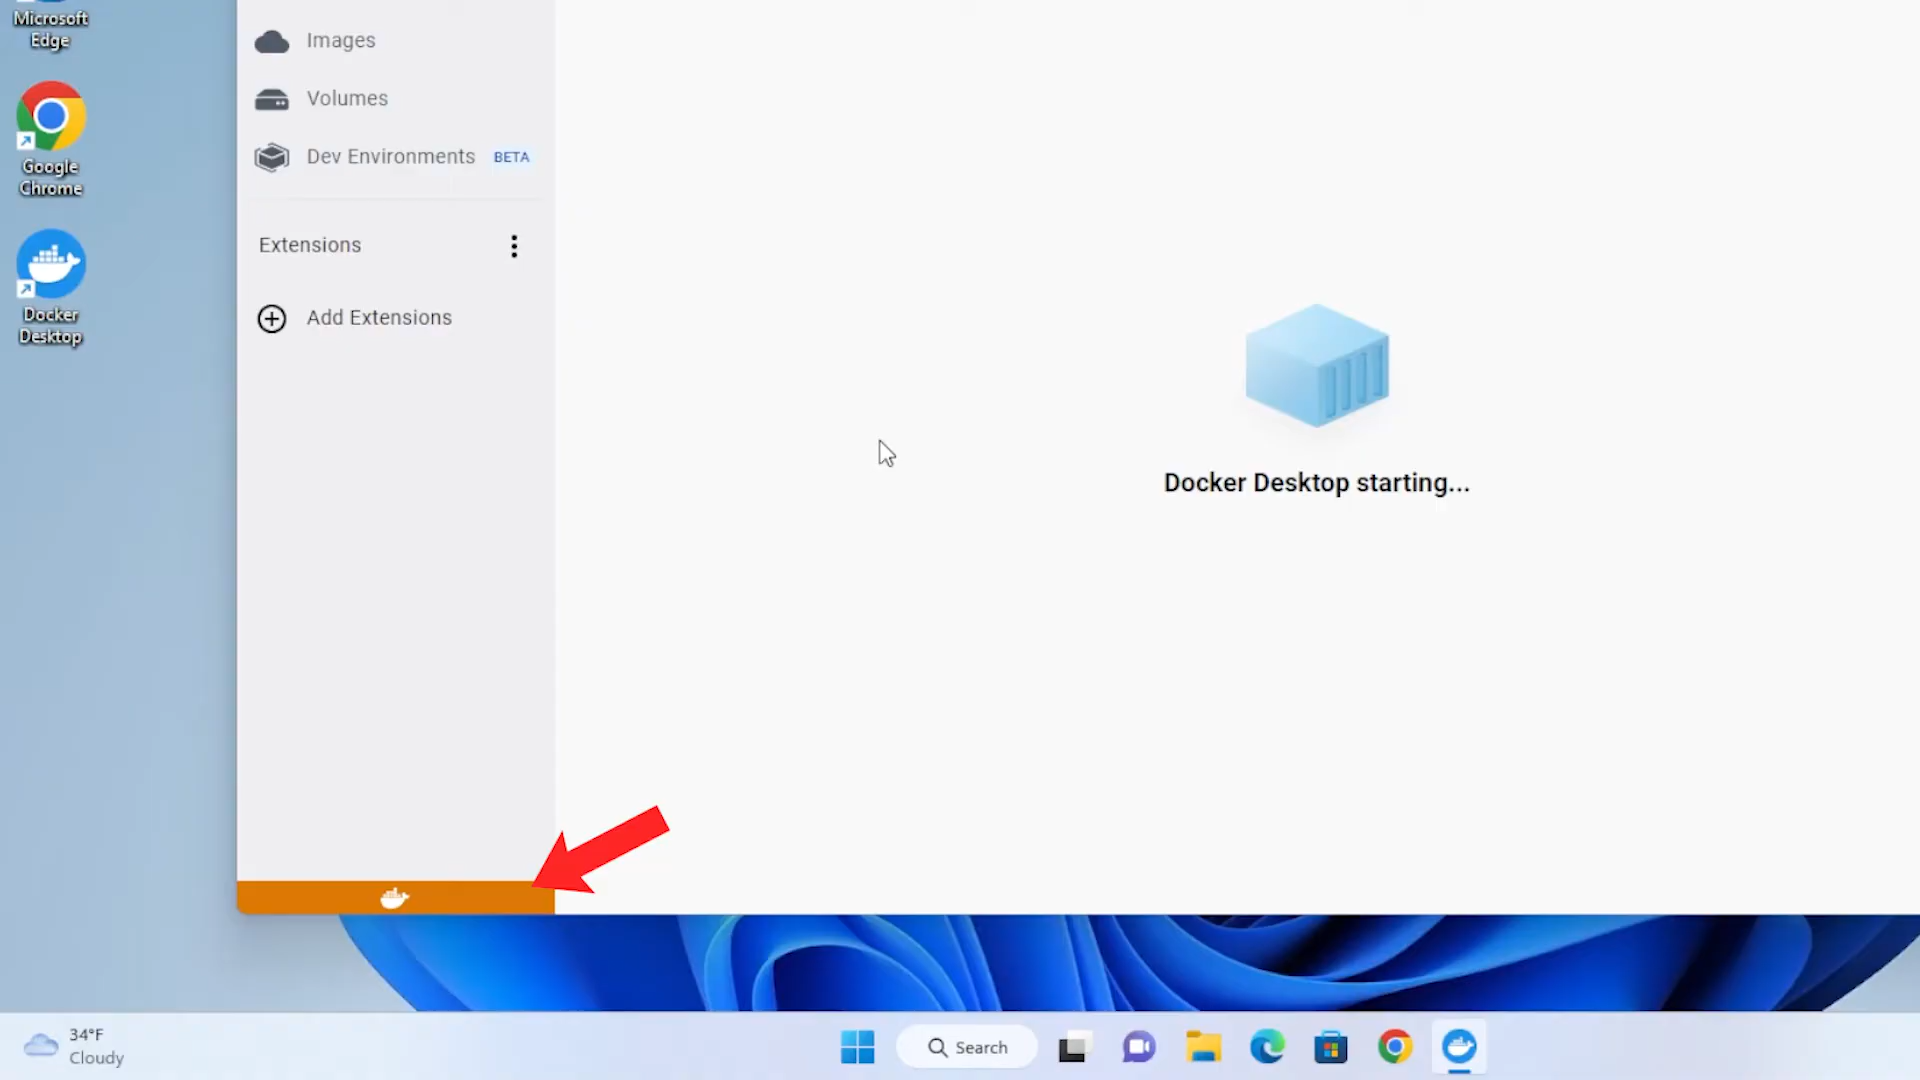 Microsoft
Edge
Google
Chrome
Docker
Desktop
Images
Volumes
Dev Environments BETA
Extensions
Add Extensions
Docker Desktop starting...
34°F
Cloudy
Search